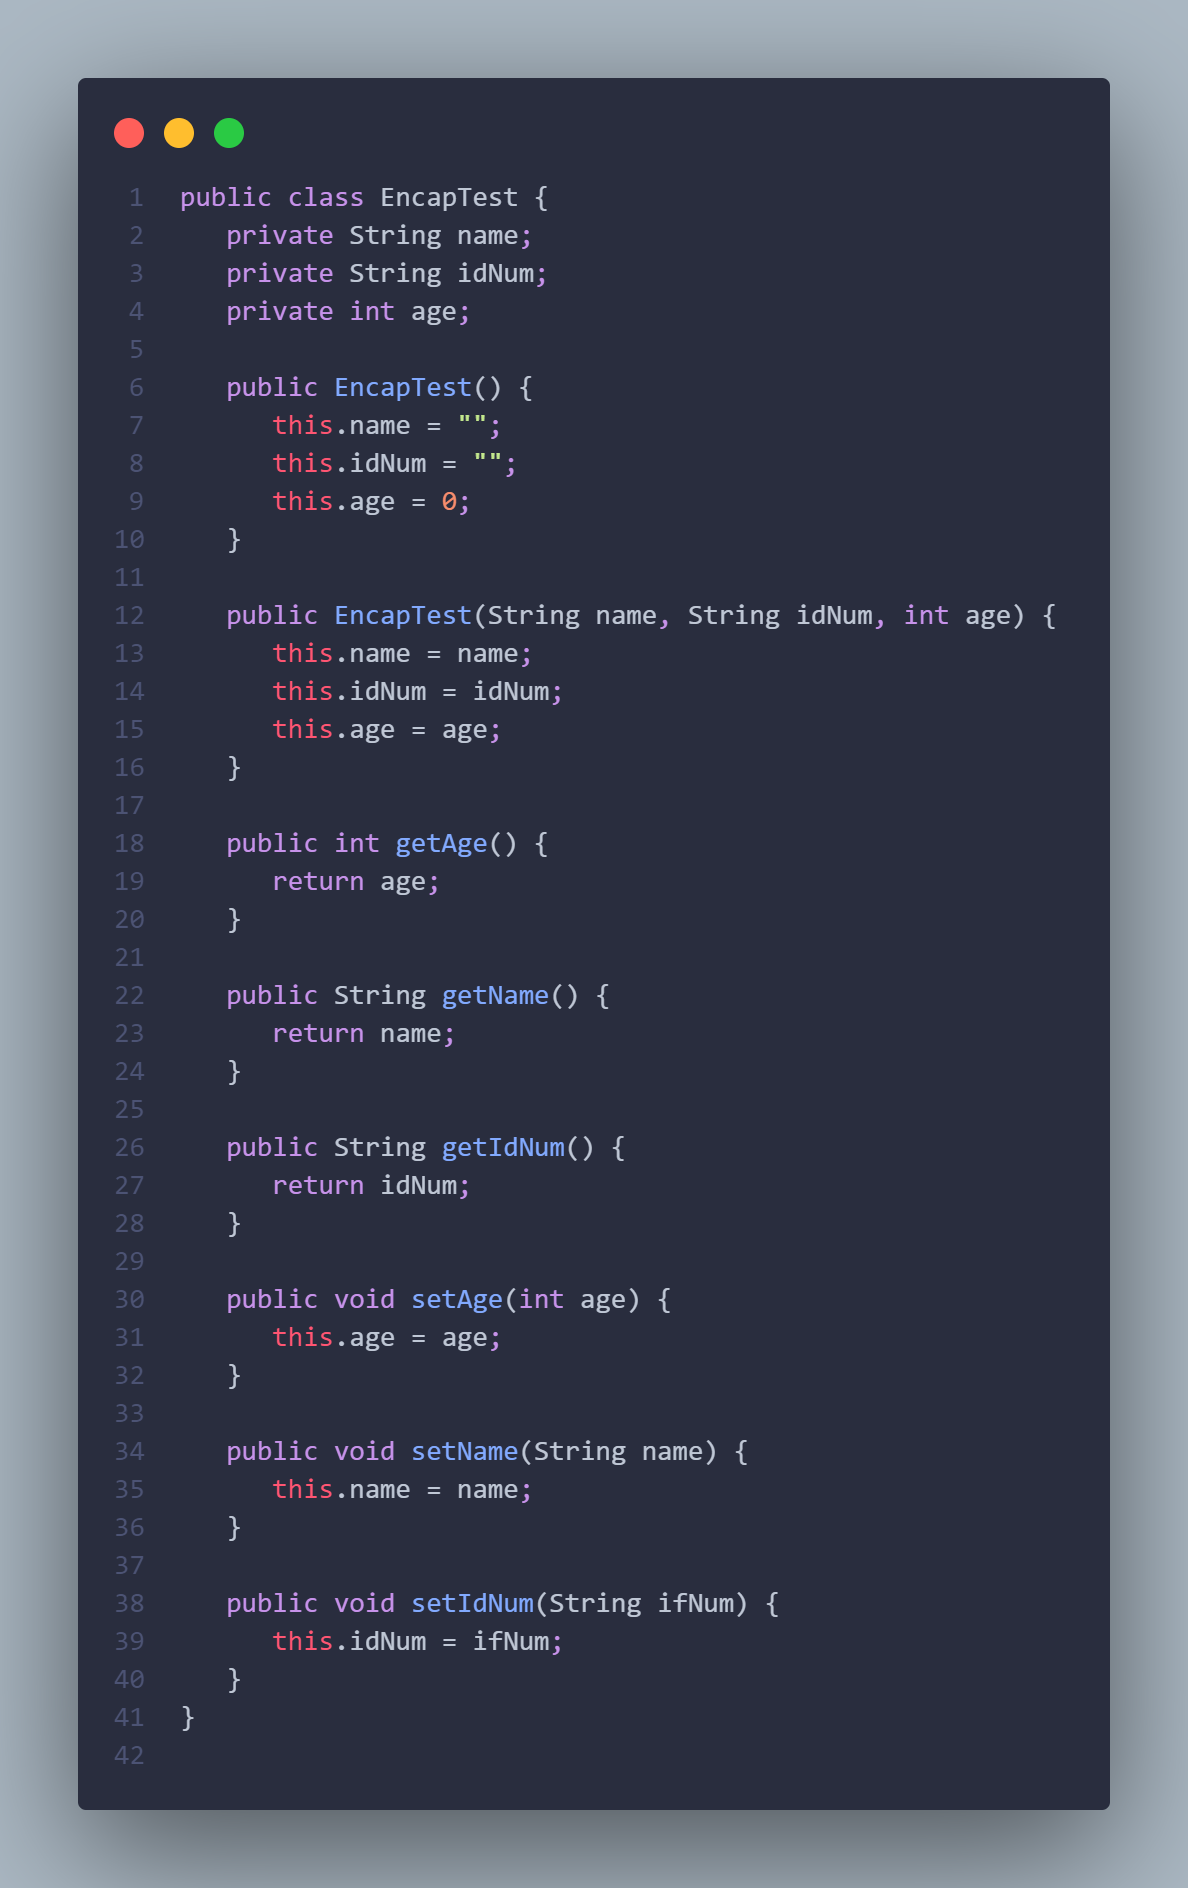 1 public class EncapTest {
2    private String name;
3    private String idNum;
4    private int age;
5
6    public EncapTest() {
7       this.name = "";
8       this.idNum = "";
9       this.age = 0;
10    }
11
12    public EncapTest(String name, String idNum, int age) {
13       this.name = name;
14       this.idNum = idNum;
15       this.age = age;
16    }
17
18    public int getAge() {
19       return age;
20    }
21
22    public String getName() {
23       return name;
24    }
25
26    public String getIdNum() {
27       return idNum;
28    }
29
30    public void setAge(int age) {
31       this.age = age;
32    }
33
34    public void setName(String name) {
35       this.name = name;
36    }
37
38    public void setIdNum(String ifNum) {
39       this.idNum = ifNum;
40    }
41 }
42